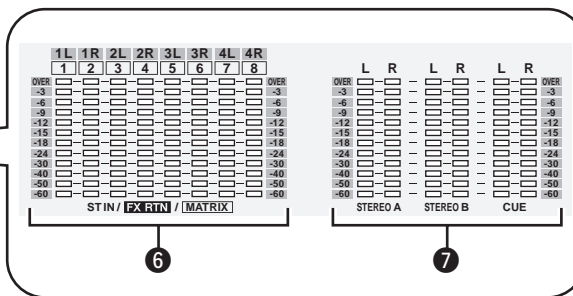 1L 1R 2L 2R 3L 3R 4L 4R
1 2 3 4 5 6 7 8 L R L R L R
OVER OVER OVER OVER
-3 -3 -3 -3
-6 -6 -6 -6
-9 -9 -9 -9
-12 -12 -12 -12
-15 -15 -15 -15
-18 -18 -18 -18
-24 -24 -24 -24
-30 -30 -30 -30
-40 -40 -40 -40
-50 -50 -50 -50
-60 -60 -60 -60
ST IN / FX RTN / MATRIX STEREO A STEREO B CUE
6 7